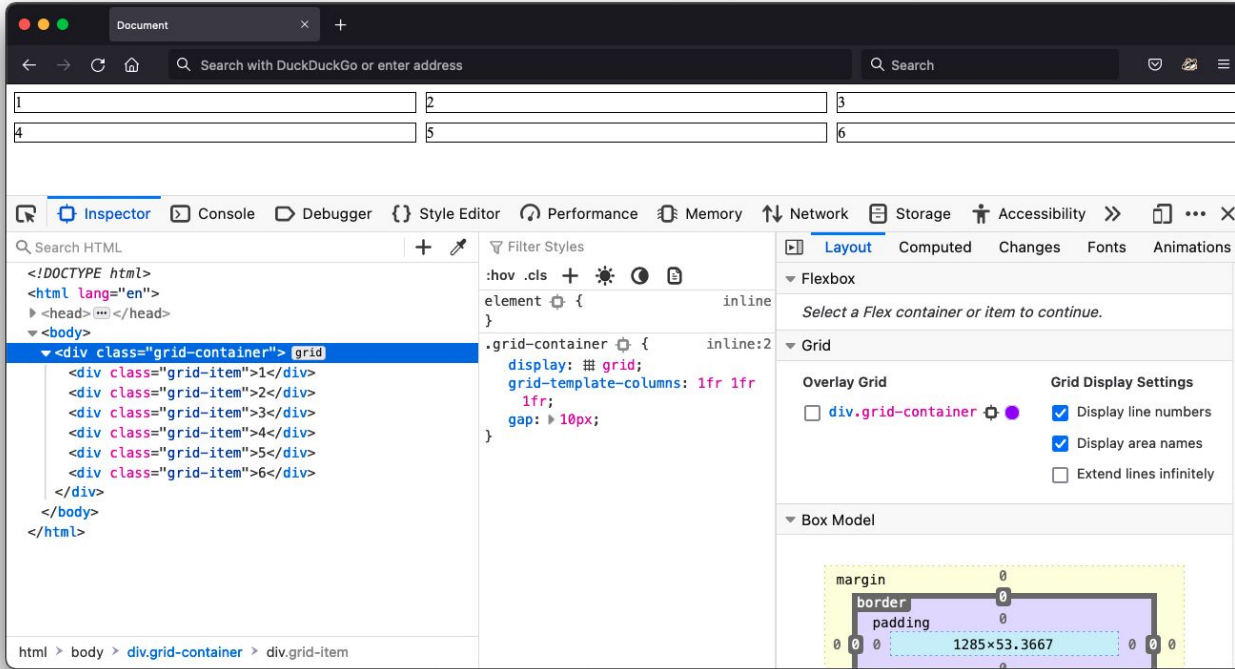 Document
Search with DuckDuckGo or enter address
Search
1 2 3
4 5 6
Inspector Console Debugger {} Style Editor Performance Memory Network Storage Accessibility
Search HTML
<!DOCTYPE html>
<html lang="en">
<head> </head>
<body>
<div class="grid-container"> grid
<div class="grid-item">1</div>
<div class="grid-item">2</div>
<div class="grid-item">3</div>
<div class="grid-item">4</div>
<div class="grid-item">5</div>
<div class="grid-item">6</div>
</div>
</body>
</html>
html > body > div.grid-container > div.grid-item
Filter Styles
:hov .cls
element { inline
}
.grid-container { inline:2
display: grid;
grid-template-columns: 1fr 1fr
1fr;
gap: 10px;
}
Layout Computed Changes Fonts Animations
Flexbox
Select a Flex container or item to continue.
Grid
Overlay Grid
div.grid-container
Grid Display Settings
Display line numbers
Display area names
Extend lines infinitely
Box Model
margin 0
border 0
padding 0
0 0 0 1285×53.3667 0 0 0
0